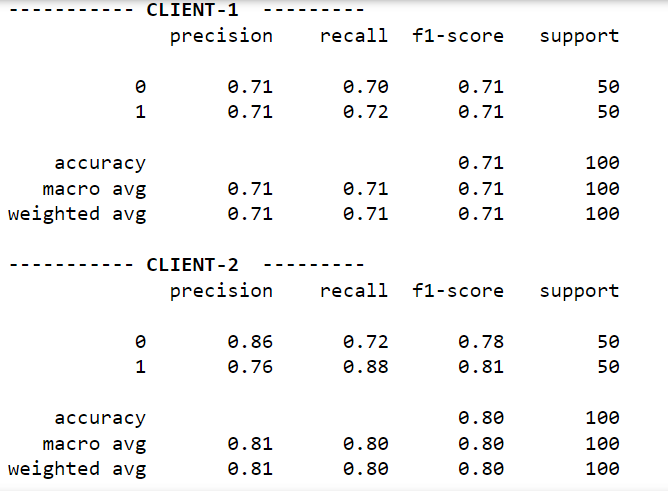 ----------- CLIENT-1  ---------
              precision    recall  f1-score   support

           0       0.71      0.70      0.71        50
           1       0.71      0.72      0.71        50

    accuracy                           0.71       100
   macro avg       0.71      0.71      0.71       100
weighted avg       0.71      0.71      0.71       100

----------- CLIENT-2  ---------
              precision    recall  f1-score   support

           0       0.86      0.72      0.78        50
           1       0.76      0.88      0.81        50

    accuracy                           0.80       100
   macro avg       0.81      0.80      0.80       100
weighted avg       0.81      0.80      0.80       100